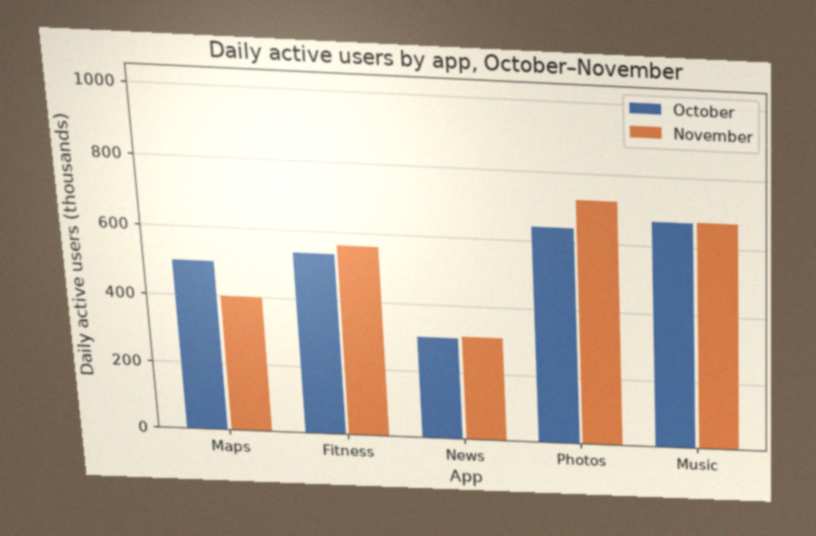 Daily active users by app, October–November
October
November
Daily active users (thousands)
1000
800
600
400
200
0
Maps
Fitness
News
Photos
Music
App